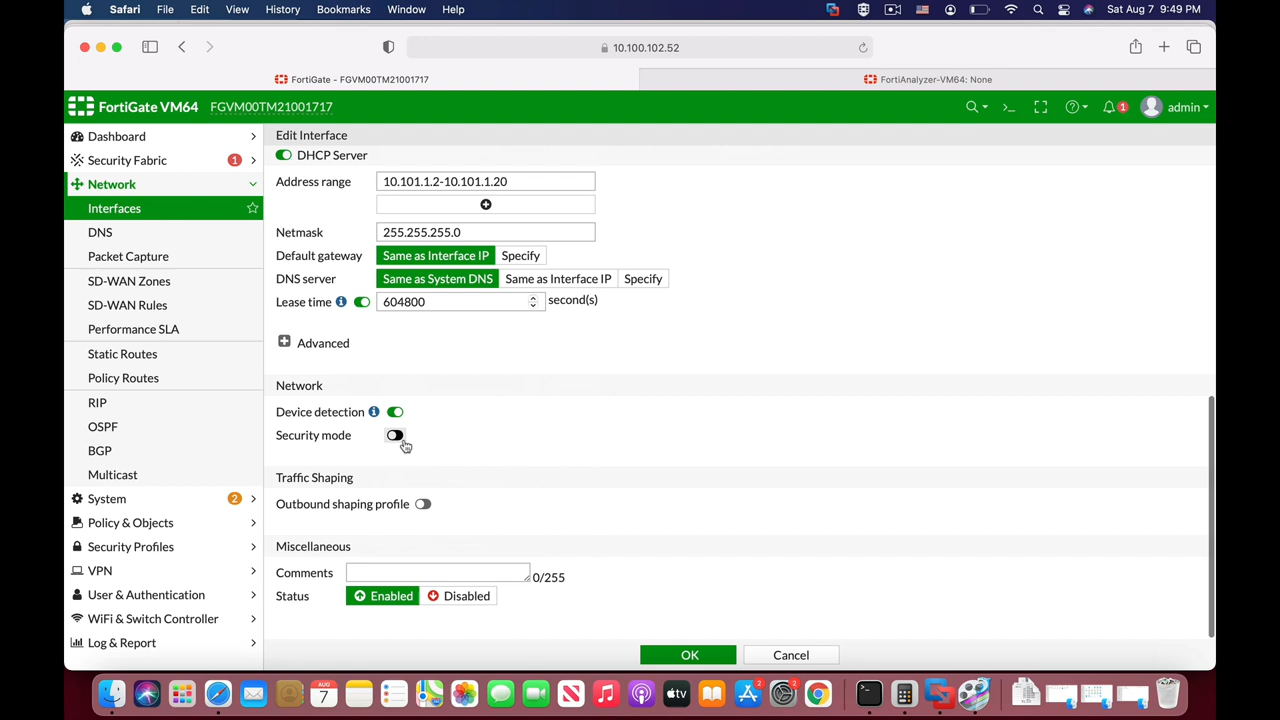 Safari File Edit View History Bookmarks Window Help Sat Aug 7 9:49 PM
10.100.102.52
FortiGate - FGVM00TM21001717
FortiAnalyzer-VM64: None
FortiGate VM64 FGVM00TM21001717
1 admin
Dashboard
Security Fabric 1
Network
Interfaces
DNS
Packet Capture
SD-WAN Zones
SD-WAN Rules
Performance SLA
Static Routes
Policy Routes
RIP
OSPF
BGP
Multicast
System 2
Policy & Objects
Security Profiles
VPN
User & Authentication
WiFi & Switch Controller
Log & Report
Edit Interface
DHCP Server
Address range 10.101.1.2-10.101.1.20
Netmask 255.255.255.0
Default gateway Same as Interface IP Specify
DNS server Same as System DNS Same as Interface IP Specify
Lease time 604800 second(s)
Advanced
Network
Device detection
Security mode
Traffic Shaping
Outbound shaping profile
Miscellaneous
Comments 0/255
Status Enabled Disabled
OK Cancel
AUG
7
tv
2
2